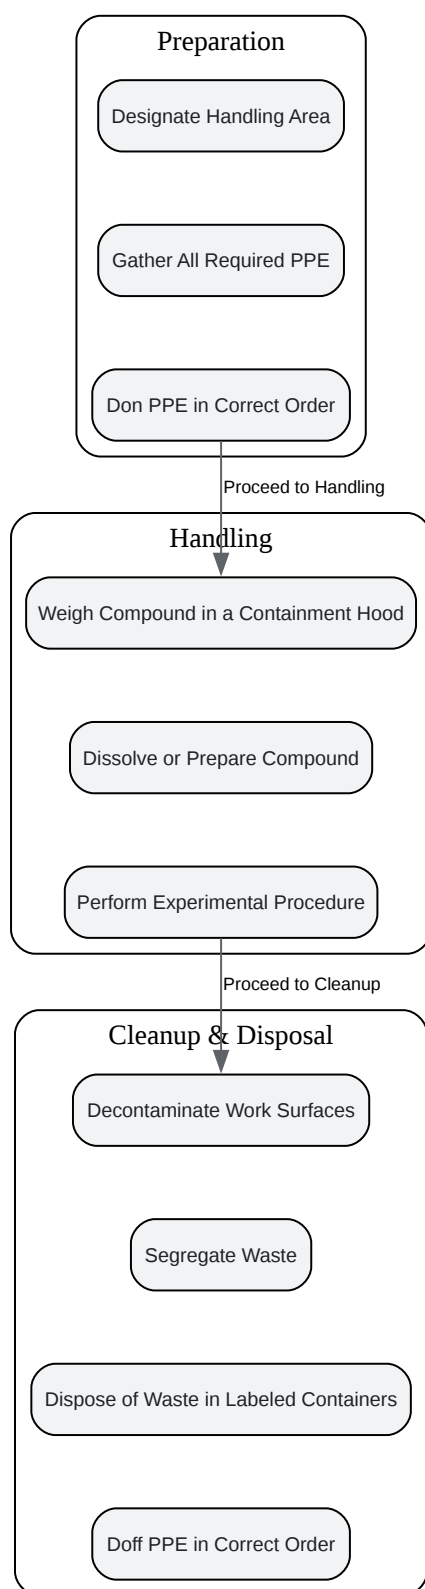 Preparation
Designate Handling Area
Gather All Required PPE
Don PPE in Correct Order
Proceed to Handling
Handling
Weigh Compound in a Containment Hood
Dissolve or Prepare Compound
Perform Experimental Procedure
Proceed to Cleanup
Cleanup & Disposal
Decontaminate Work Surfaces
Segregate Waste
Dispose of Waste in Labeled Containers
Doff PPE in Correct Order